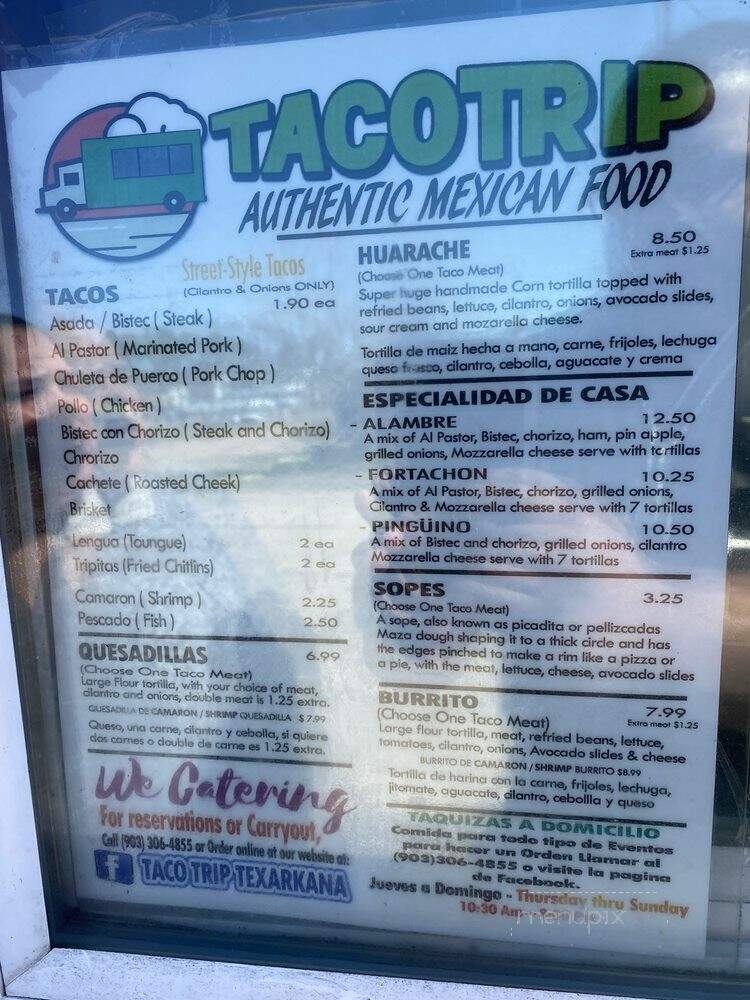 TACOTRIP
AUTHENTIC MEXICAN FOOD
Street-Style Tacos
TACOS
(Cilantro & Onions ONLY)
1.90 ea
Asada / Bistec ( Steak )
Al Pastor ( Marinated Pork )
Chuleta de Puerco ( Pork Chop )
Pollo ( Chicken )
Bistec con Chorizo ( Steak and Chorizo)
Chrorizo
Cachete ( Roasted Cheek)
Brisket
Lengua (Toungue) 2 ea
Tripitas (Fried Chitlins) 2 ea
Camaron ( Shrimp ) 2.25
Pescado ( Fish ) 2.50
QUESADILLAS 6.99
(Choose One Taco Meat)
Large Flour tortilla, with your choice of meat,
cilantro and onions, double meat is 1.25 extra.
QUESADILLA DE CAMARON / SHRIMP QUESADILLA $ 7.99
Queso, una carne, cilantro y cebolla, si quiere
dos carnes o double de carne es 1.25 extra.
We Catering
For reservations or Carryout,
Call (903) 306-4855 or Order online at our website at:
f TACO TRIP TEXARKANA
HUARACHE 8.50
(Choose One Taco Meat) Extra meat $1.25
Super huge handmade Corn tortilla topped with
refried beans, lettuce, cilantro, onions, avocado slides,
sour cream and mozarella cheese.
Tortilla de maiz hecha a mano, carne, frijoles, lechuga
queso fresco, cilantro, cebolla, aguacate y crema
ESPECIALIDAD DE CASA
- ALAMBRE 12.50
A mix of Al Pastor, Bistec, chorizo, ham, pin apple,
grilled onions, Mozzarella cheese serve with tortillas
- FORTACHON 10.25
A mix of Al Pastor, Bistec, chorizo, grilled onions,
Cilantro & Mozzarella cheese serve with 7 tortillas
- PINGÜINO 10.50
A mix of Bistec and chorizo, grilled onions, cilantro
Mozzarella cheese serve with 7 tortillas
SOPES 3.25
(Choose One Taco Meat)
A sope, also known as picadita or pellizcadas
Maza dough shaping it to a thick circle and has
the edges pinched to make a rim like a pizza or
a pie, with the meat, lettuce, cheese, avocado slides
BURRITO 7.99
(Choose One Taco Meat) Extra meat $1.25
Large flour tortilla, meat, refried beans, lettuce,
tomatoes, cilantro, onions, Avocado slides & cheese
BURRITO DE CAMARON / SHRIMP BURRITO $8.99
Tortilla de harina con la carne, frijoles, lechuga,
jitomate, aguacate, cilantro, cebollla y queso
TAQUIZAS A DOMICILIO
Comida para todo tipo de Eventos
para hacer un Orden Llamar al
(903)306-4855 o visite la pagina
de Facebook.
Jueves a Domingo - Thursday thru Sunday
10:30 Am -
menupix